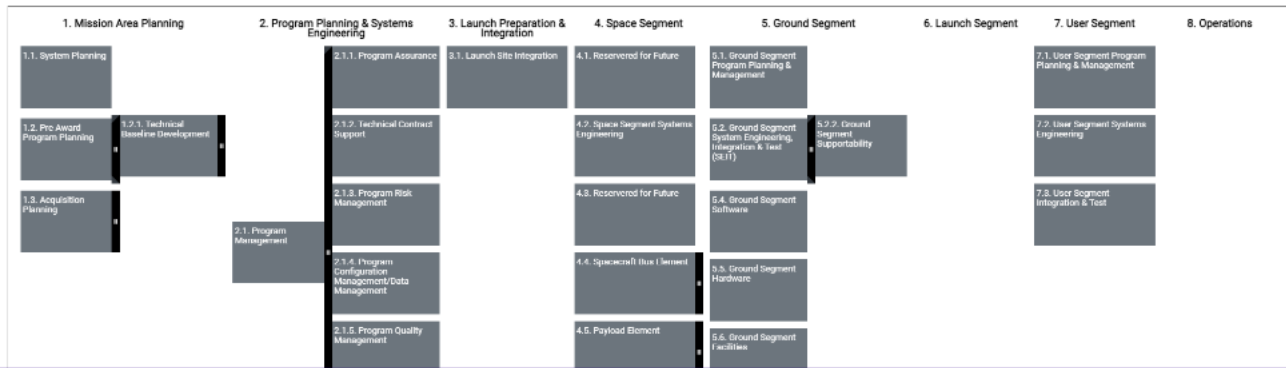 1. Mission Area Planning
2. Program Planning & Systems
Engineering
3. Launch Preparation &
Integration
4. Space Segment
5. Ground Segment
6. Launch Segment
7. User Segment
8. Operations
1.1. System Planning
1.2. Pre Award
Program Planning
1.2.1. Technical
Baseline Development
1.3. Acquisition
Planning
2.1. Program
Management
2.1.1. Program Assurance
2.1.2. Technical Contract
Support
2.1.3. Program Risk
Management
2.1.4. Program
Configuration
Management/Data
Management
2.1.5. Program Quality
Management
3.1. Launch Site Integration
4.1. Reservered for Future
4.2. Space Segment Systems
Engineering
4.3. Reservered for Future
4.4. Spacecraft Bus Element
4.5. Payload Element
5.1. Ground Segment
Program Planning &
Management
5.2. Ground Segment
System Engineering,
Integration & Test
(SEIT)
5.2.2. Ground
Segment
Supportability
5.4. Ground Segment
Software
5.5. Ground Segment
Hardware
5.6. Ground Segment
Facilities
7.1. User Segment Program
Planning & Management
7.2. User Segment Systems
Engineering
7.3. User Segment
Integration & Test